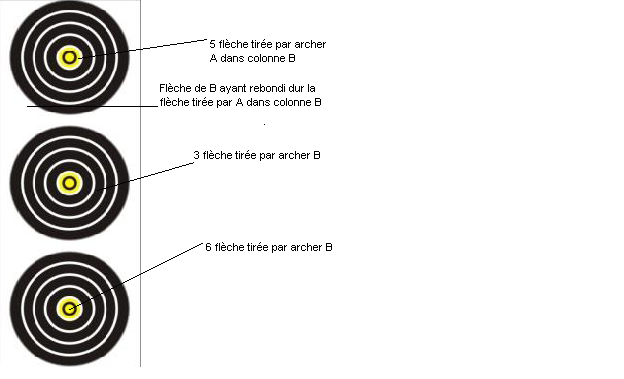 5 flèche tirée par archer
A dans colonne B
Flèche de B ayant rebondi dur la
flèche tirée par A dans colonne B
3 flèche tirée par archer B
6 flèche tirée par archer B